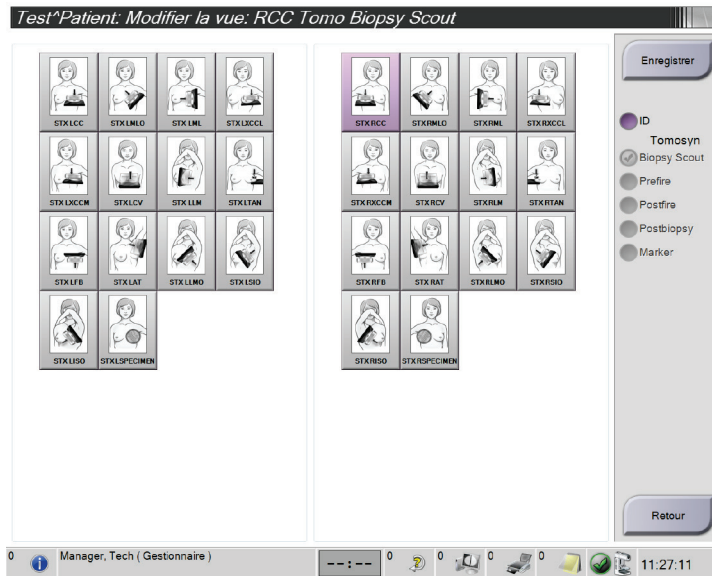 Test^Patient: Modifier la vue: RCC Tomo Biopsy Scout
STX LCC STX LMLO STX LML STX LXCCL
STX LXCCM STX LCV STX LLM STX LTAN
STX LFB STX LAT STX LLMO STX LSIO
STX LISO STX LSPECIMEN
STX RCC STX RMLO STX RML STX RXCCL
STX RXCCM STX RCV STX RLM STX RTAN
STX RFB STX RAT STX RLMO STX RSIO
STX RISO STX RSPECIMEN
Enregistrer
ID
Tomosyn
Biopsy Scout
Prefire
Postfire
Postbiopsy
Marker
Retour
0 Manager, Tech ( Gestionnaire ) --:-- 0 0 0 0 11:27:11